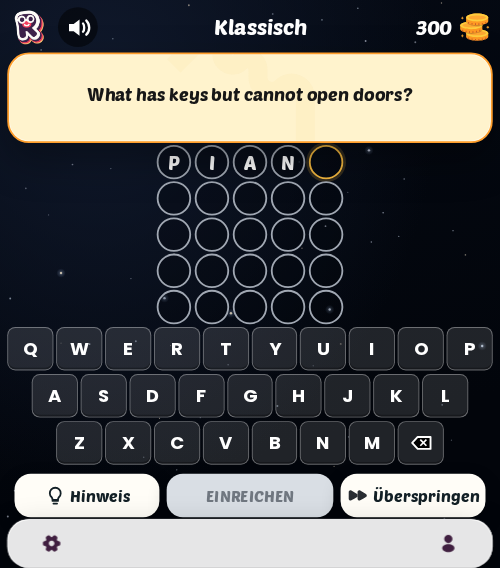 Klassisch 300
What has keys but cannot open doors?
P I A N
Q W E R T Y U I O P
A S D F G H J K L
Z X C V B N M
Hinweis EINREICHEN Überspringen